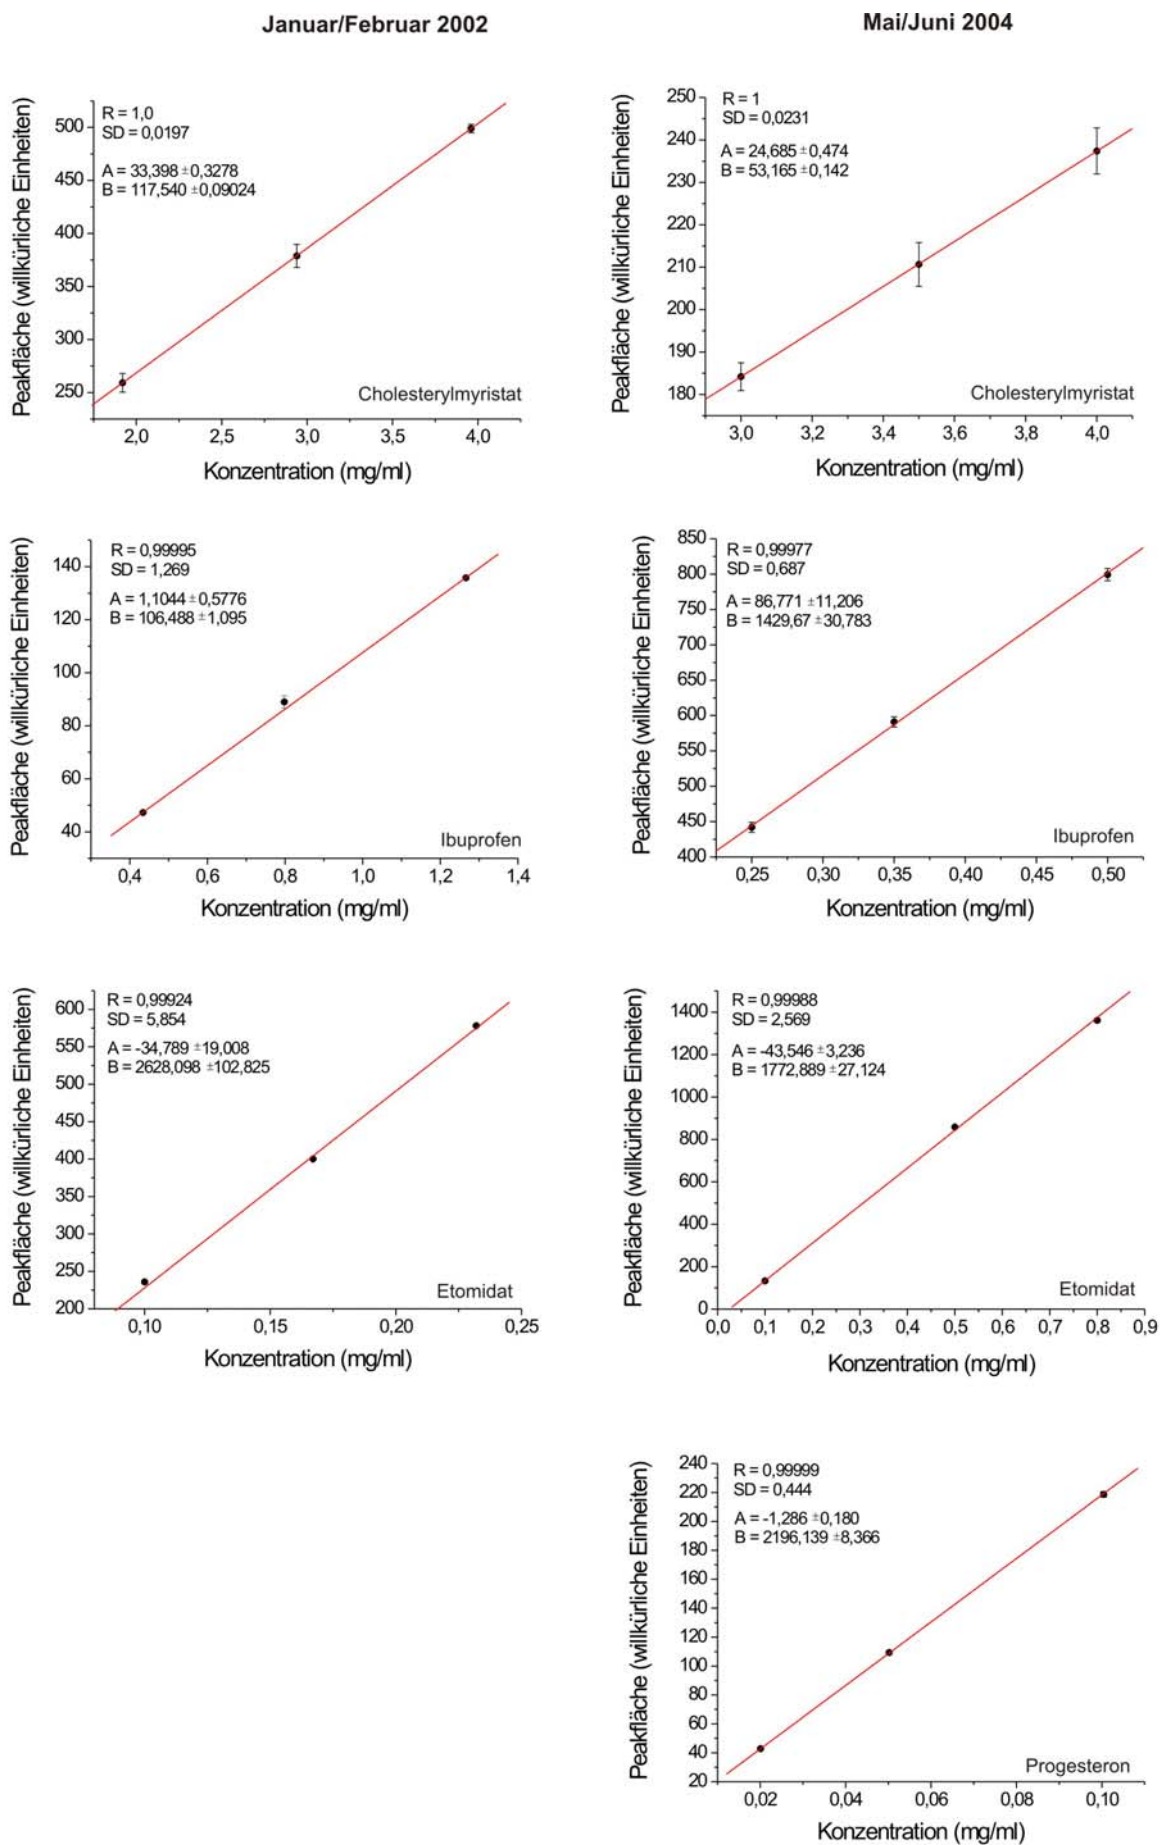 Januar/Februar 2002
Mai/Juni 2004
Peakfläche (willkürliche Einheiten)
500
450
400
350
300
250
R = 1,0
SD = 0,0197
A = 33,398 ±0,3278
B = 117,540 ±0,09024
Cholesterylmyristat
2,0 2,5 3,0 3,5 4,0
Konzentration (mg/ml)
Peakfläche (willkürliche Einheiten)
250
240
230
220
210
200
190
180
R = 1
SD = 0,0231
A = 24,685 ±0,474
B = 53,165 ±0,142
Cholesterylmyristat
3,0 3,2 3,4 3,6 3,8 4,0
Konzentration (mg/ml)
Peakfläche (willkürliche Einheiten)
140
120
100
80
60
40
R = 0,99995
SD = 1,269
A = 1,1044 ±0,5776
B = 106,488 ±1,095
Ibuprofen
0,4 0,6 0,8 1,0 1,2 1,4
Konzentration (mg/ml)
Peakfläche (willkürliche Einheiten)
850
800
750
700
650
600
550
500
450
400
R = 0,99977
SD = 0,687
A = 86,771 ±11,206
B = 1429,67 ±30,783
Ibuprofen
0,25 0,30 0,35 0,40 0,45 0,50
Konzentration (mg/ml)
Peakfläche (willkürliche Einheiten)
600
550
500
450
400
350
300
250
200
R = 0,99924
SD = 5,854
A = -34,789 ±19,008
B = 2628,098 ±102,825
Etomidat
0,10 0,15 0,20 0,25
Konzentration (mg/ml)
Peakfläche (willkürliche Einheiten)
1400
1200
1000
800
600
400
200
0
R = 0,99988
SD = 2,569
A = -43,546 ±3,236
B = 1772,889 ±27,124
Etomidat
0,0 0,1 0,2 0,3 0,4 0,5 0,6 0,7 0,8 0,9
Konzentration (mg/ml)
Peakfläche (willkürliche Einheiten)
240
220
200
180
160
140
120
100
80
60
40
20
R = 0,99999
SD = 0,444
A = -1,286 ±0,180
B = 2196,139 ±8,366
Progesteron
0,02 0,04 0,06 0,08 0,10
Konzentration (mg/ml)